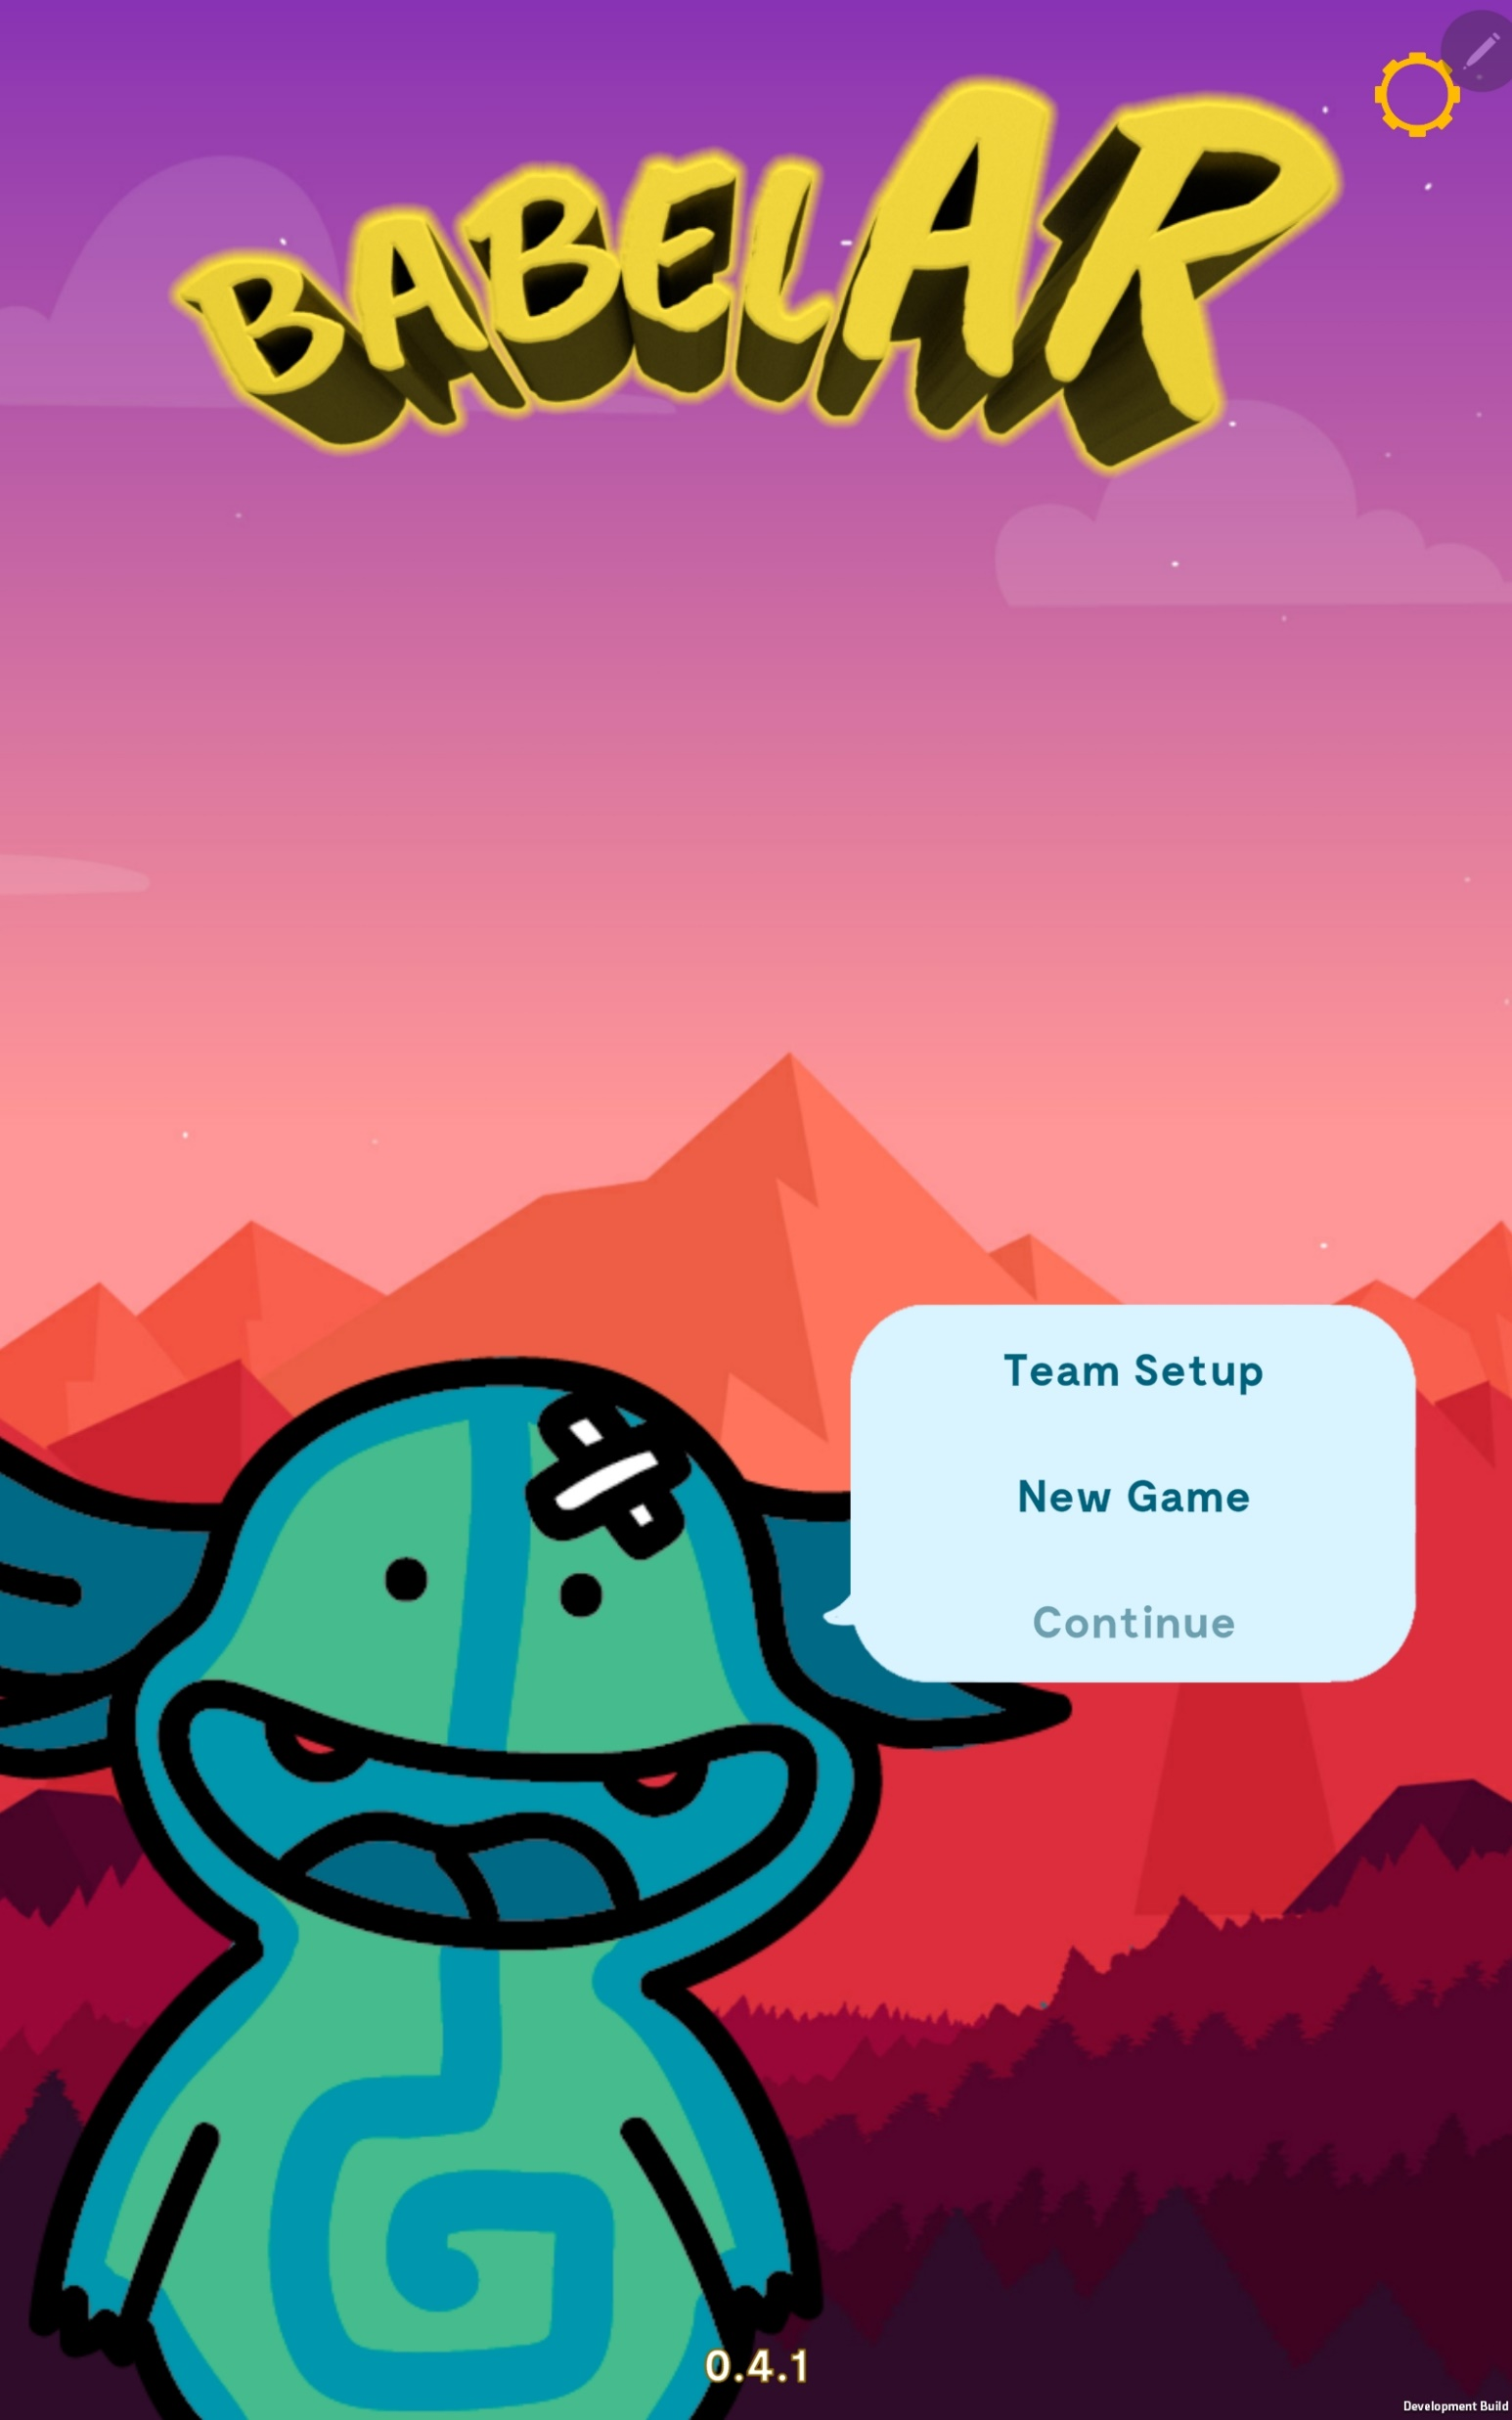 BABELAR
Team Setup
New Game
Continue
0.4.1
Development Build